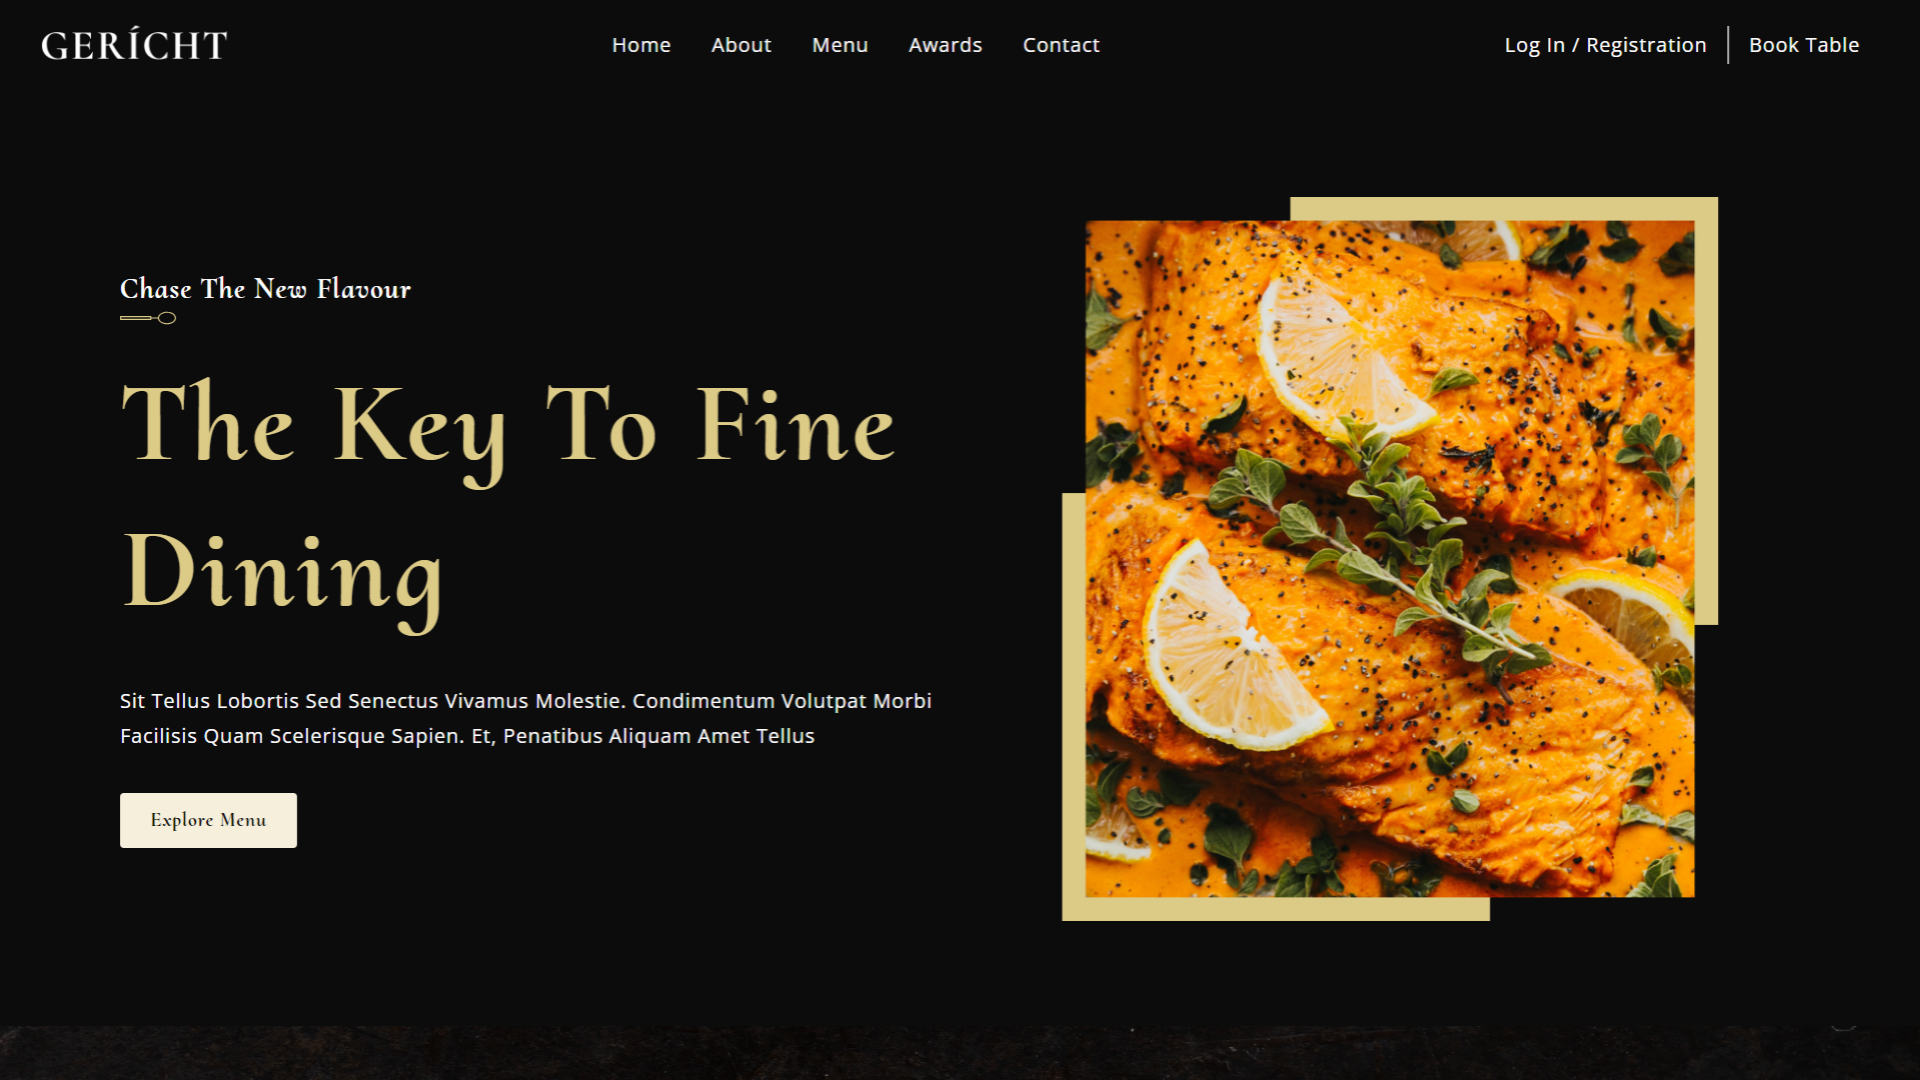 GERÍCHT
Home About Menu Awards Contact
Log In / Registration Book Table
Chase The New Flavour
The Key To Fine
Dining
Sit Tellus Lobortis Sed Senectus Vivamus Molestie. Condimentum Volutpat Morbi
Facilisis Quam Scelerisque Sapien. Et, Penatibus Aliquam Amet Tellus
Explore Menu